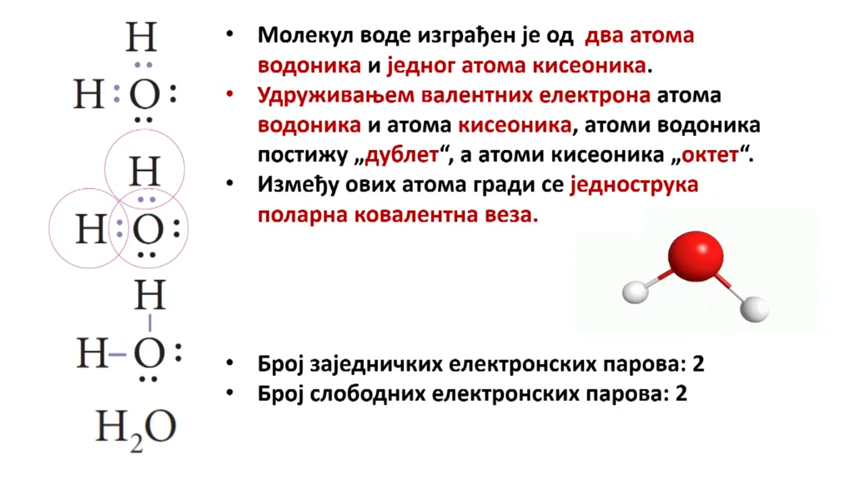 H
H : O :
H
H : O :
H
H – O :
H₂O
• Молекул воде изграђен је од два атома
водоника и једног атома кисеоника.
• Удруживањем валентних електрона атома
водоника и атома кисеоника, атоми водоника
постижу „дублет“, а атоми кисеоника „октет“.
• Између ових атома гради се једнострука
поларна ковалентна веза.
• Број заједничких електронских парова: 2
• Број слободних електронских парова: 2